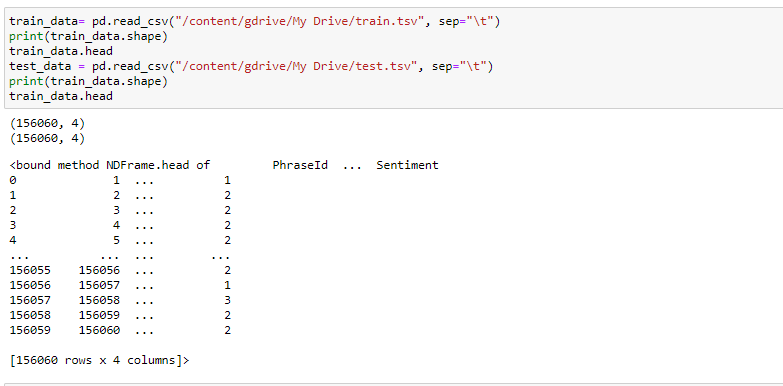 train_data= pd.read_csv("/content/gdrive/My Drive/train.tsv", sep="\t")
print(train_data.shape)
train_data.head
test_data = pd.read_csv("/content/gdrive/My Drive/test.tsv", sep="\t")
print(train_data.shape)
train_data.head
(156060, 4)
(156060, 4)
<bound method NDFrame.head of         PhraseId  ...  Sentiment
0              1  ...          1
1              2  ...          2
2              3  ...          2
3              4  ...          2
4              5  ...          2
...          ...  ...        ...
156055    156056  ...          2
156056    156057  ...          1
156057    156058  ...          3
156058    156059  ...          2
156059    156060  ...          2
[156060 rows x 4 columns]>